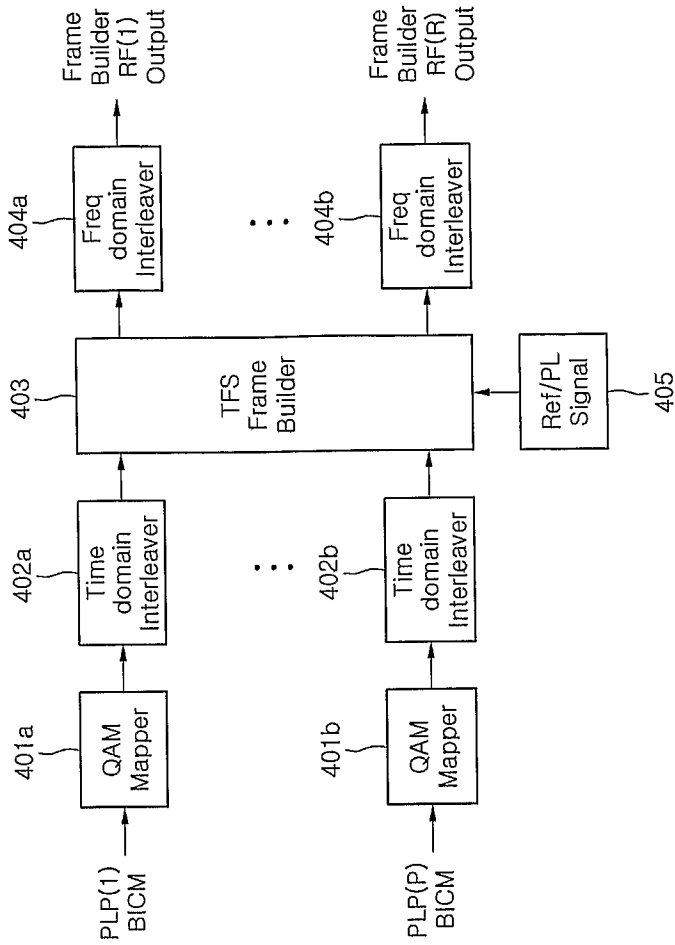 PLP(1)
BICM
401a
QAM
Mapper
402a
Time
domain
Interleaver
403
TFS
Frame
Builder
404a
Freq
domain
Interleaver
Frame
Builder
RF(1)
Output
PLP(P)
BICM
401b
QAM
Mapper
402b
Time
domain
Interleaver
404b
Freq
domain
Interleaver
Frame
Builder
RF(R)
Output
Ref/PL
Signal
405